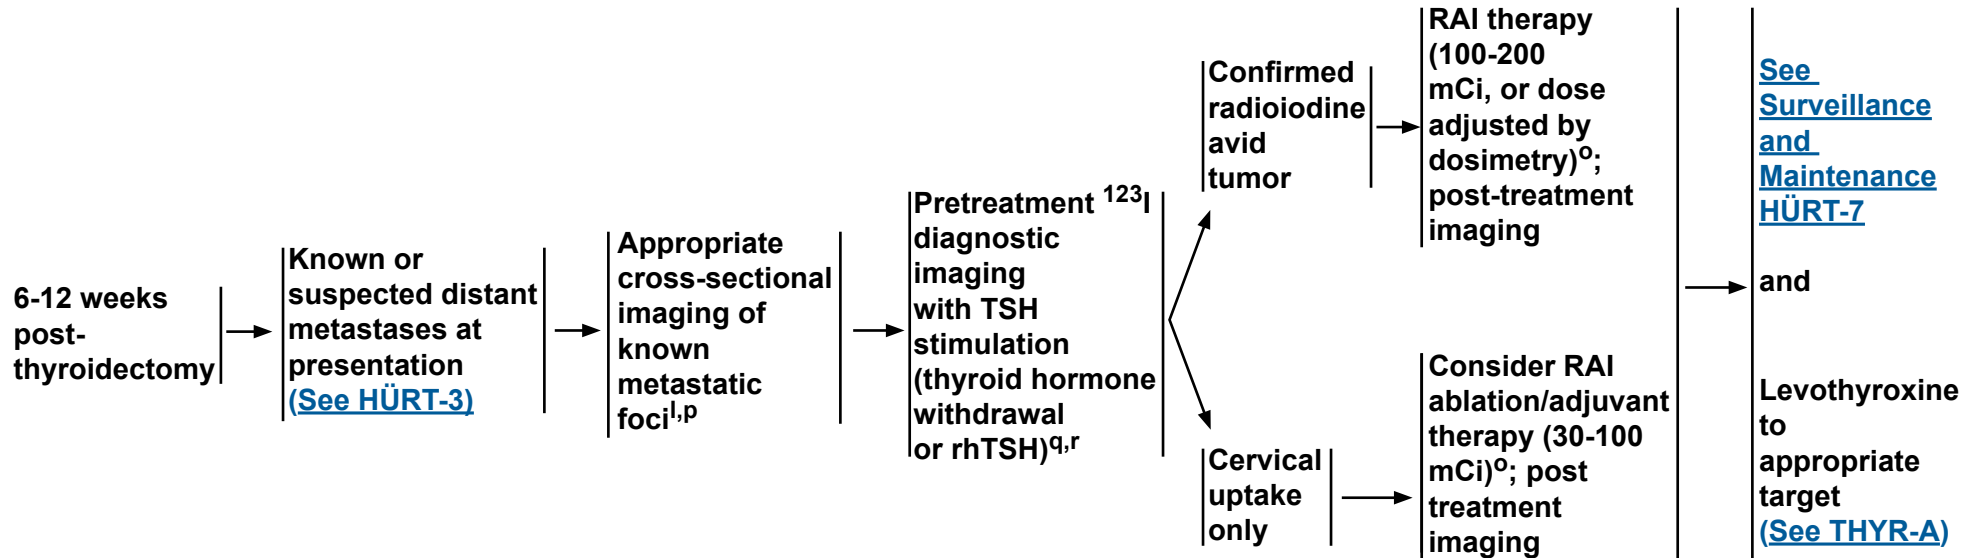 6-12 weeks
post-
thyroidectomy
Known or
suspected distant
metastases at
presentation
(See HÜRT-3)
Appropriate
cross-sectional
imaging of
known
metastatic
foci^l,p
Pretreatment ^123I
diagnostic
imaging
with TSH
stimulation
(thyroid hormone
withdrawal
or rhTSH)^q,r
Confirmed
radioiodine
avid
tumor
RAI therapy
(100-200
mCi, or dose
adjusted by
dosimetry)^o;
post-treatment
imaging
Cervical
uptake
only
Consider RAI
ablation/adjuvant
therapy (30-100
mCi)^o; post
treatment
imaging
See
Surveillance
and
Maintenance
HÜRT-7
and
Levothyroxine
to
appropriate
target
(See THYR-A)